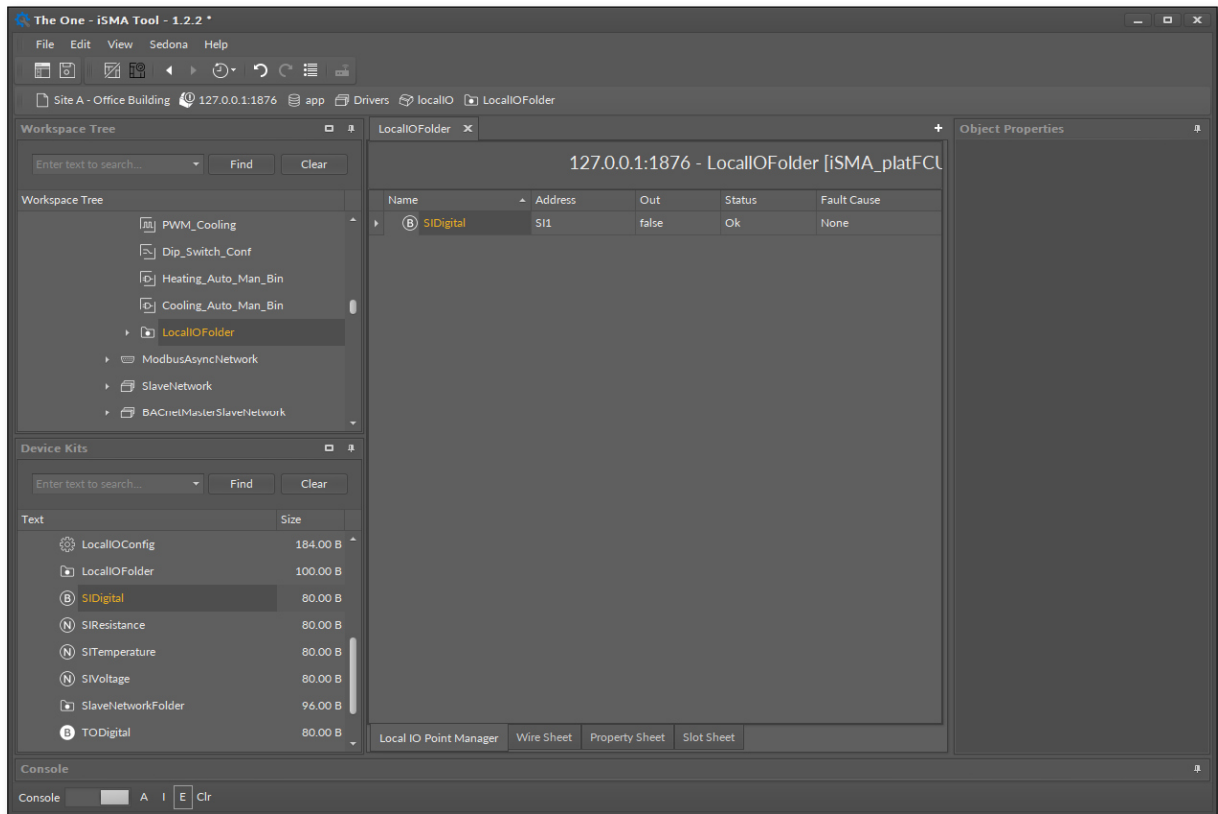 The One - iSMA Tool - 1.2.2 *
File Edit View Sedona Help
Site A - Office Building 127.0.0.1:1876 app Drivers localIO LocalIOFolder
Workspace Tree
Enter text to search... Find Clear
Workspace Tree
PWM_Cooling
Dip_Switch_Conf
Heating_Auto_Man_Bin
Cooling_Auto_Man_Bin
LocalIOFolder
ModbusAsyncNetwork
SlaveNetwork
BACnetMasterSlaveNetwork
Device Kits
Enter text to search... Find Clear
Text Size
LocalIOConfig 184.00 B
LocalIOFolder 100.00 B
B SIDigital 80.00 B
N SIResistance 80.00 B
N SITemperature 80.00 B
N SIVoltage 80.00 B
SlaveNetworkFolder 96.00 B
B TODigital 80.00 B
LocalIOFolder
127.0.0.1:1876 - LocalIOFolder [iSMA_platFCU
Name Address Out Status Fault Cause
B SIDigital SI1 false Ok None
Local IO Point Manager Wire Sheet Property Sheet Slot Sheet
Object Properties
Console
Console A I E Clr